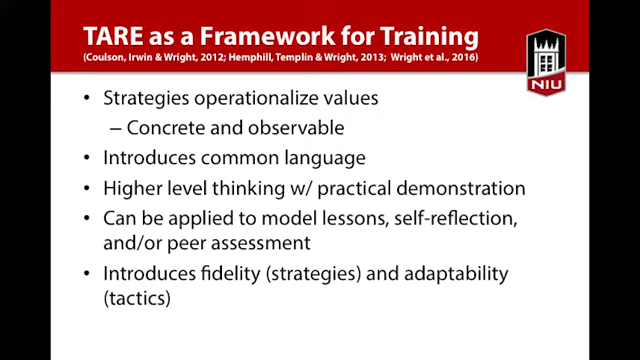 TARE as a Framework for Training
(Coulson, Irwin & Wright, 2012; Hemphill, Templin & Wright, 2013; Wright et al., 2016)
NIU
• Strategies operationalize values
– Concrete and observable
• Introduces common language
• Higher level thinking w/ practical demonstration
• Can be applied to model lessons, self-reflection,
and/or peer assessment
• Introduces fidelity (strategies) and adaptability
(tactics)